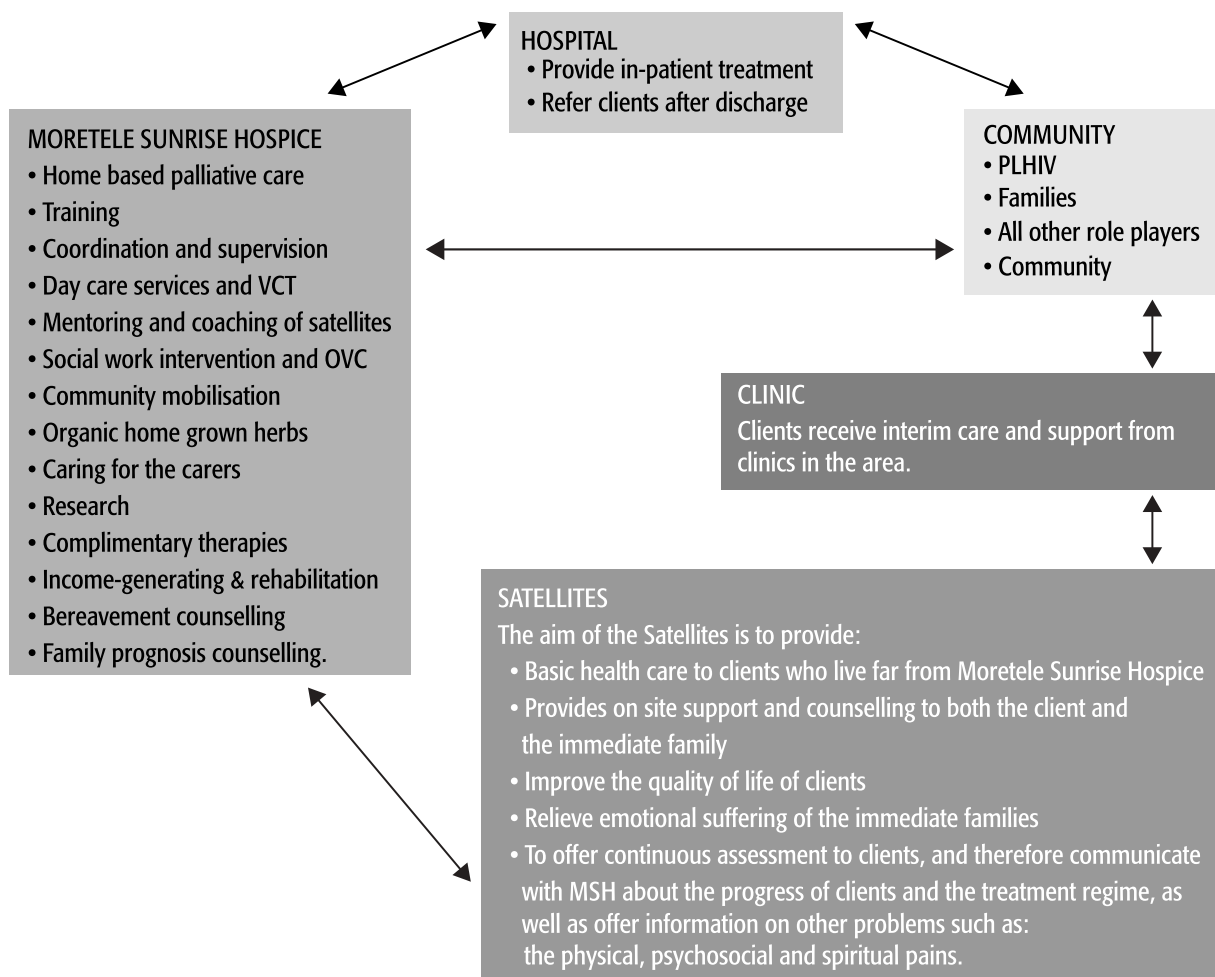 HOSPITAL
• Provide in-patient treatment
• Refer clients after discharge
MORETELE SUNRISE HOSPICE
• Home based palliative care
• Training
• Coordination and supervision
• Day care services and VCT
• Mentoring and coaching of satellites
• Social work intervention and OVC
• Community mobilisation
• Organic home grown herbs
• Caring for the carers
• Research
• Complimentary therapies
• Income-generating & rehabilitation
• Bereavement counselling
• Family prognosis counselling.
COMMUNITY
• PLHIV
• Families
• All other role players
• Community
CLINIC
Clients receive interim care and support from
clinics in the area.
SATELLITES
The aim of the Satellites is to provide:
• Basic health care to clients who live far from Moretele Sunrise Hospice
• Provides on site support and counselling to both the client and
the immediate family
• Improve the quality of life of clients
• Relieve emotional suffering of the immediate families
• To offer continuous assessment to clients, and therefore communicate
with MSH about the progress of clients and the treatment regime, as
well as offer information on other problems such as:
the physical, psychosocial and spiritual pains.